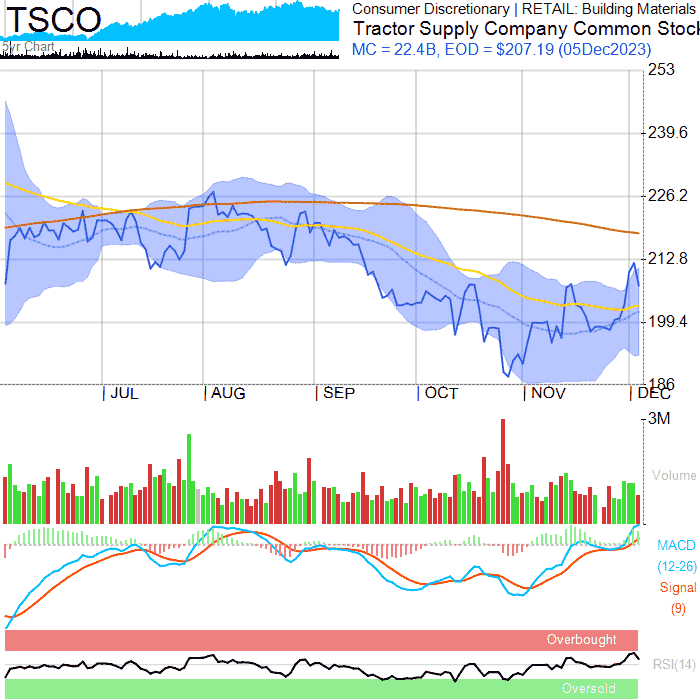 TSCO
5yr Chart
Consumer Discretionary | RETAIL: Building Materials
Tractor Supply Company Common Stoc
MC = 22.4B, EOD = $207.19 (05Dec2023)
253
239.6
226.2
212.8
199.4
186
JUL
AUG
SEP
OCT
NOV
DEC
3M
Volume
MACD
(12-26)
Signal
(9)
Overbought
RSI(14)
Oversold